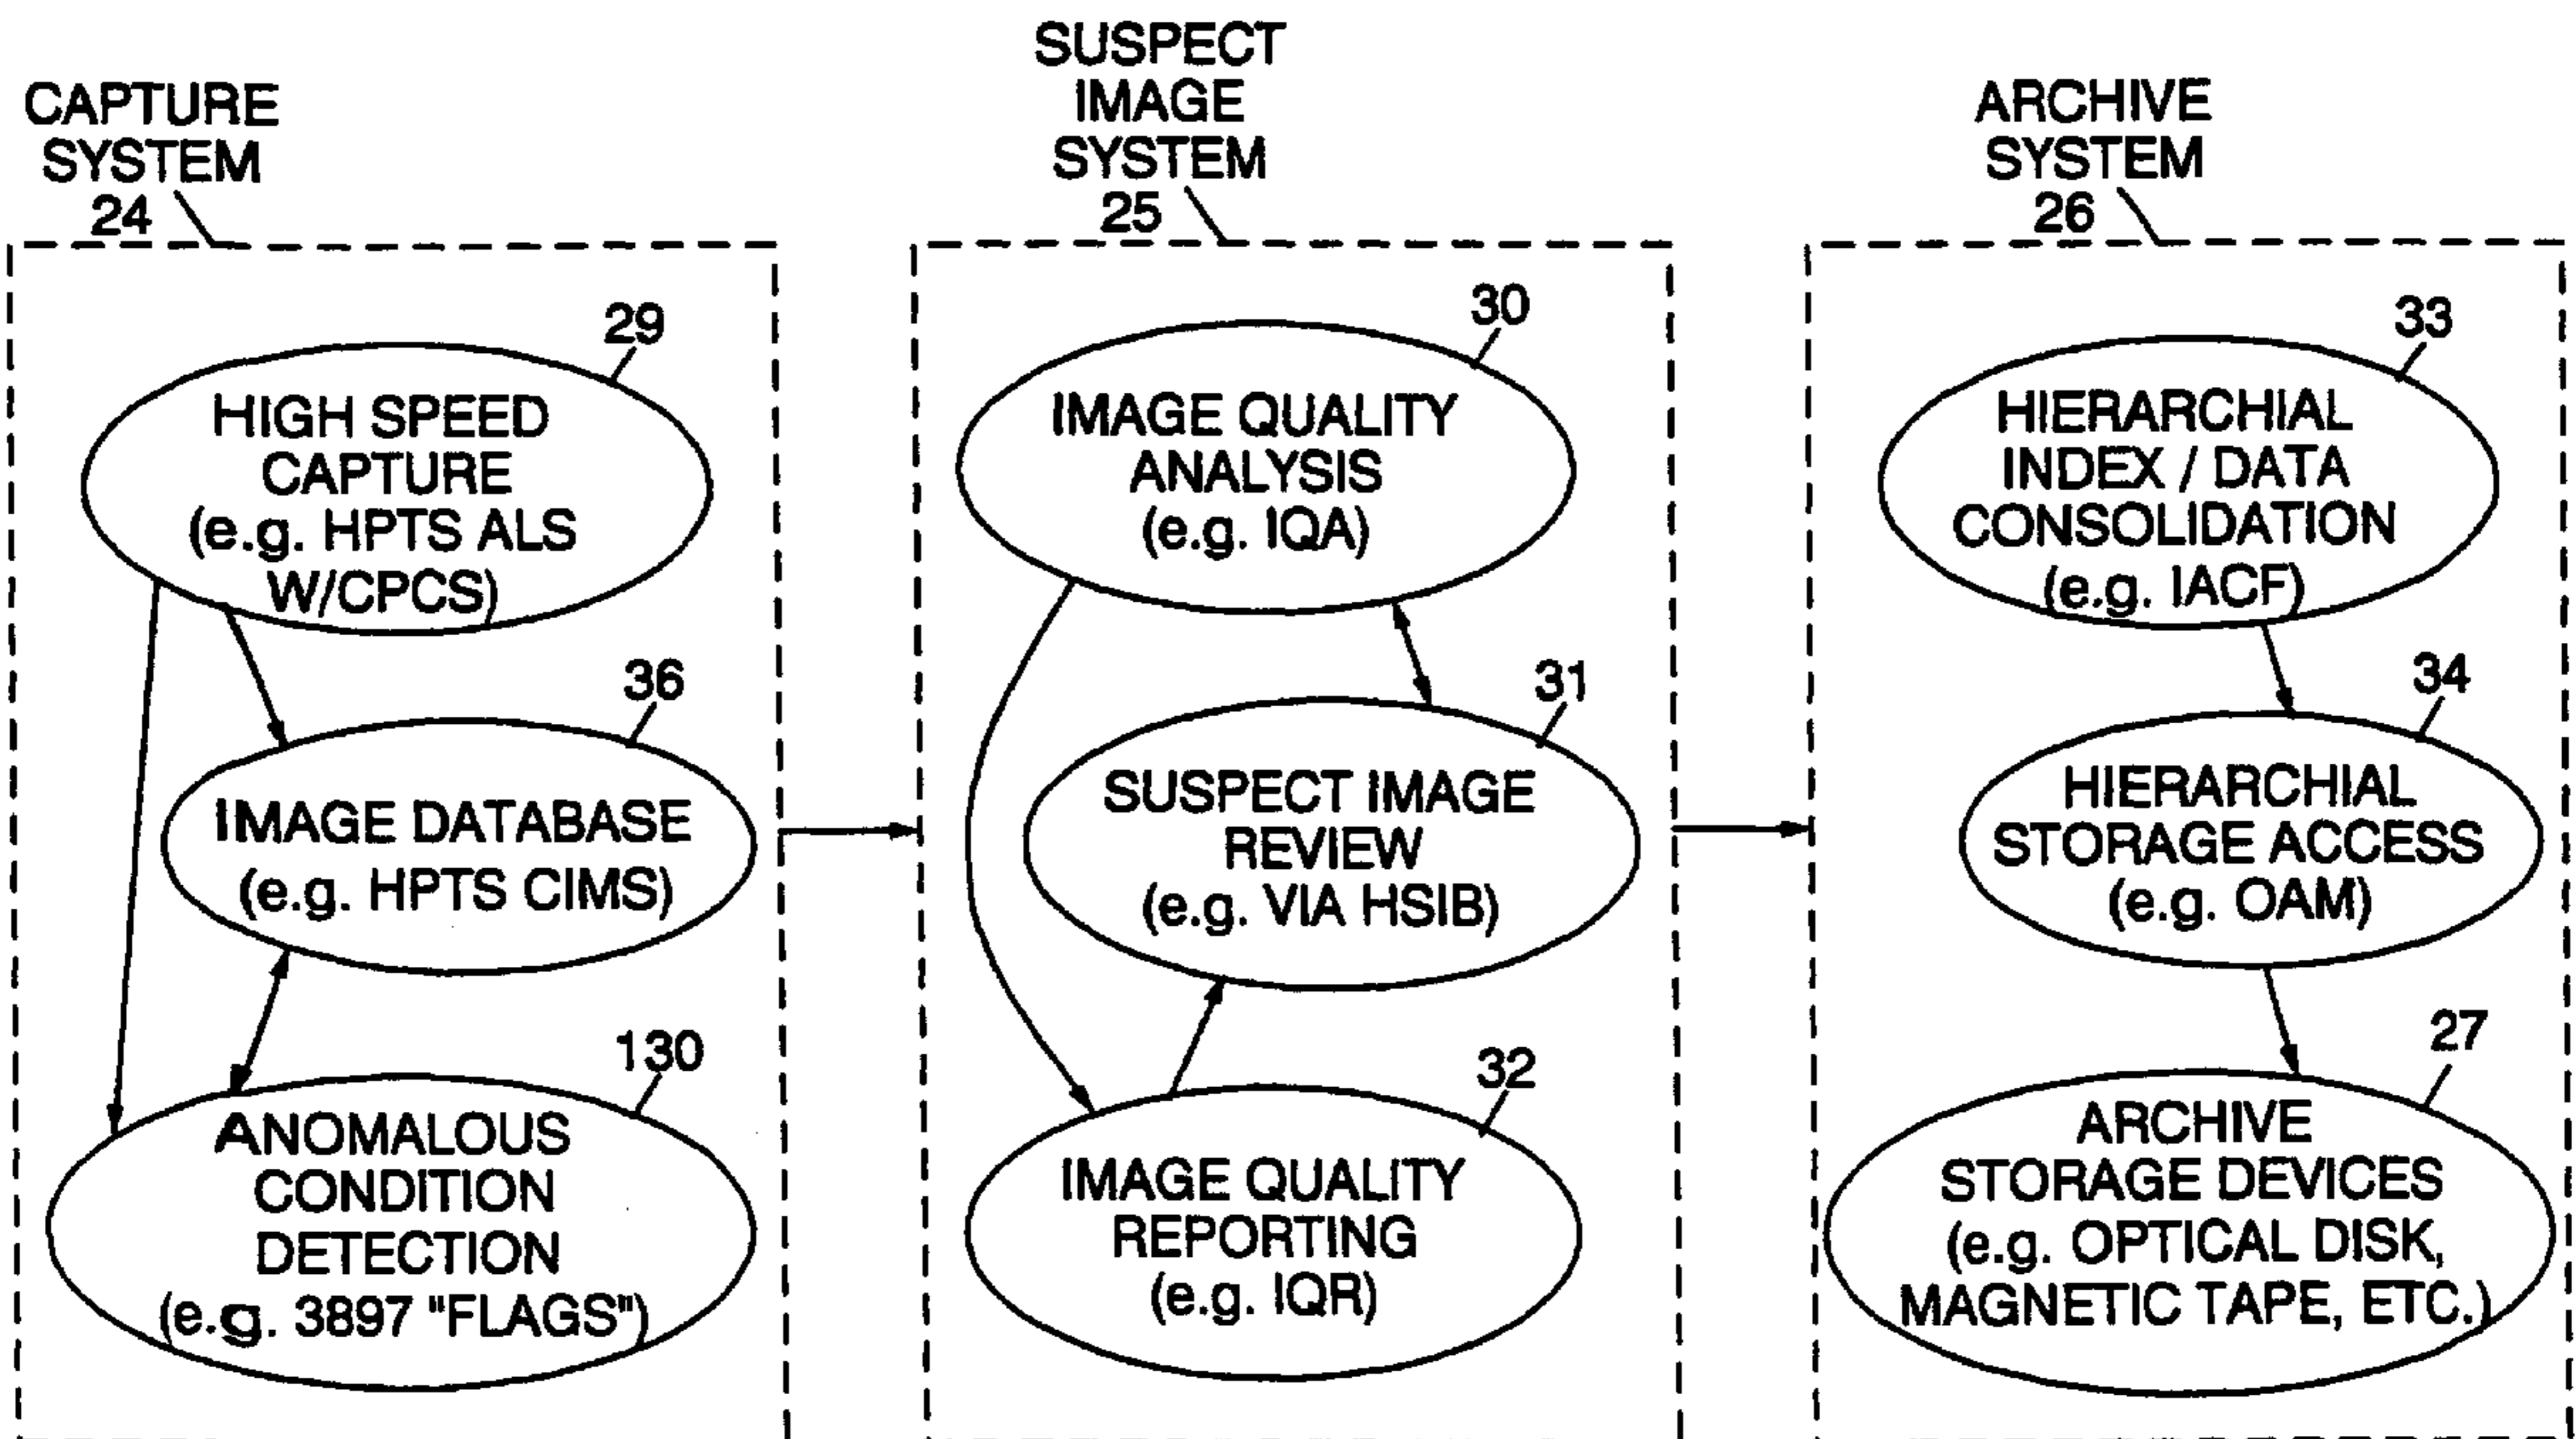 CAPTURE
SYSTEM
24
29
HIGH SPEED
CAPTURE
(e.g. HPTS ALS
W/CPCS)
36
IMAGE DATABASE
(e.g. HPTS CIMS)
130
ANOMALOUS
CONDITION
DETECTION
(e.g. 3897 "FLAGS")
SUSPECT
IMAGE
SYSTEM
25
30
IMAGE QUALITY
ANALYSIS
(e.g. IQA)
31
SUSPECT IMAGE
REVIEW
(e.g. VIA HSIB)
32
IMAGE QUALITY
REPORTING
(e.g. IQR)
ARCHIVE
SYSTEM
26
33
HIERARCHIAL
INDEX / DATA
CONSOLIDATION
(e.g. IACF)
34
HIERARCHIAL
STORAGE ACCESS
(e.g. OAM)
27
ARCHIVE
STORAGE DEVICES
(e.g. OPTICAL DISK,
MAGNETIC TAPE, ETC.)